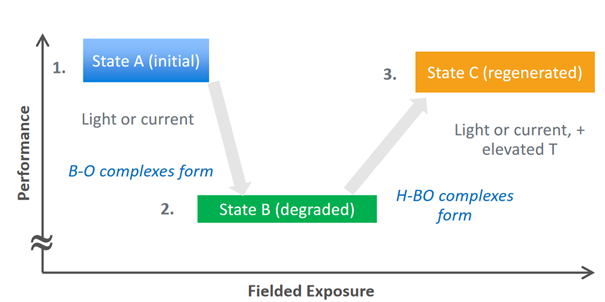 1.
State A (initial)
3.
State C (regenerated)
Light or current
Light or current, +
elevated T
B-O complexes form
H-BO complexes
form
2.
State B (degraded)
Performance
Fielded Exposure